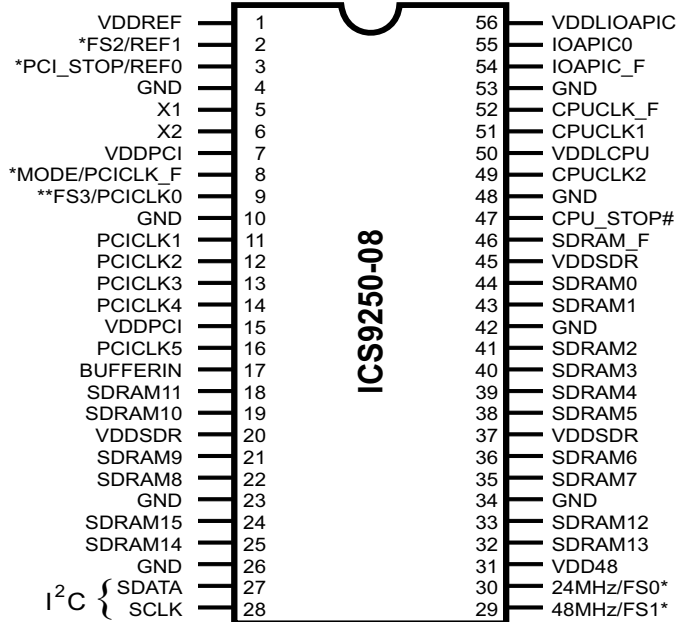 VDDREF 1 56 VDDLIOAPIC
*FS2/REF1 2 55 IOAPIC0
*PCI_STOP/REF0 3 54 IOAPIC_F
GND 4 53 GND
X1 5 52 CPUCLK_F
X2 6 51 CPUCLK1
VDDPCI 7 50 VDDLCPU
*MODE/PCICLK_F 8 49 CPUCLK2
**FS3/PCICLK0 9 48 GND
GND 10 47 CPU_STOP#
PCICLK1 11 46 SDRAM_F
PCICLK2 12 45 VDDSDR
PCICLK3 13 44 SDRAM0
PCICLK4 14 43 SDRAM1
VDDPCI 15 42 GND
PCICLK5 16 41 SDRAM2
BUFFERIN 17 40 SDRAM3
SDRAM11 18 39 SDRAM4
SDRAM10 19 38 SDRAM5
VDDSDR 20 37 VDDSDR
SDRAM9 21 36 SDRAM6
SDRAM8 22 35 SDRAM7
GND 23 34 GND
SDRAM15 24 33 SDRAM12
SDRAM14 25 32 SDRAM13
GND 26 31 VDD48
I²C { SDATA 27 30 24MHz/FS0*
SCLK 28 29 48MHz/FS1*
ICS9250-08